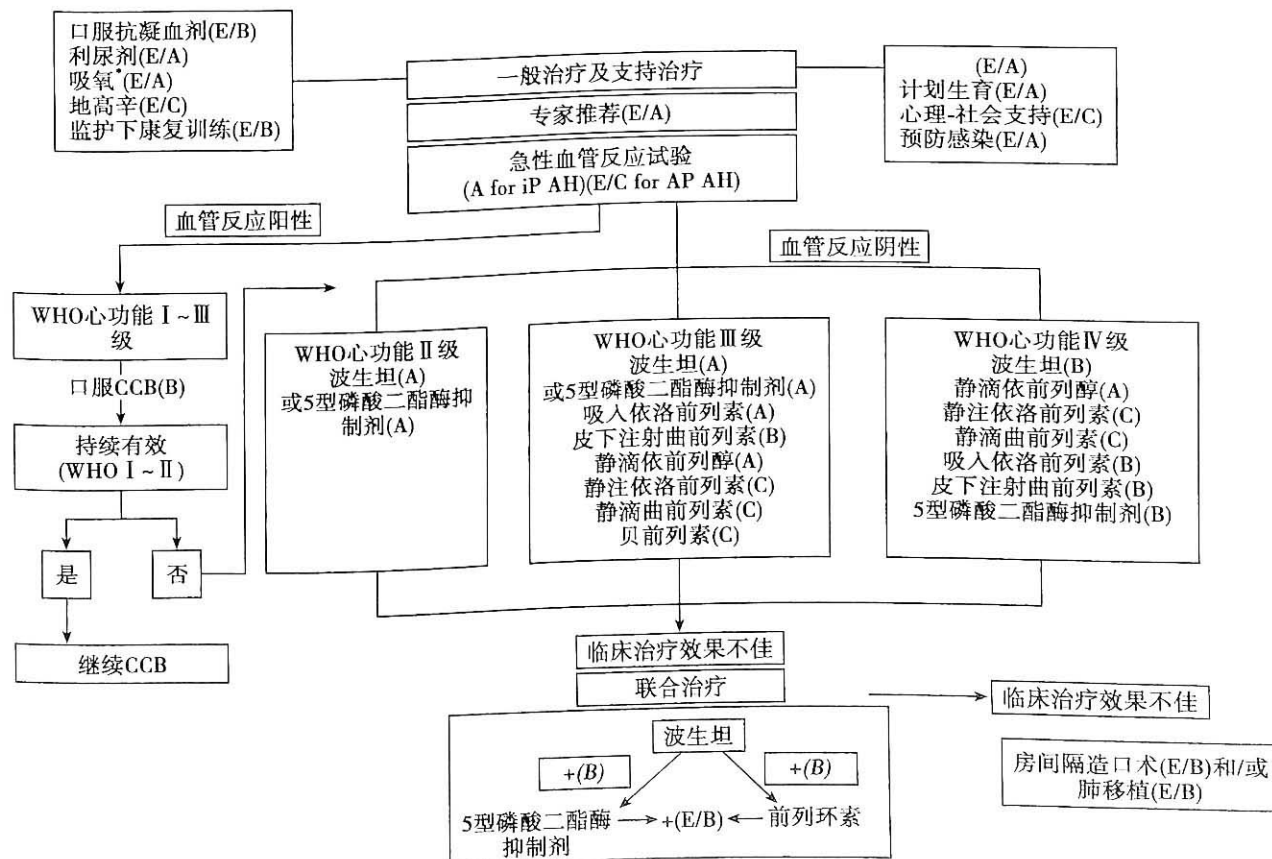 口服抗凝血剂(E/B)
利尿剂(E/A)
吸氧*(E/A)
地高辛(E/C)
监护下康复训练(E/B)
一般治疗及支持治疗
专家推荐(E/A)
急性血管反应试验
(A for iP AH)(E/C for AP AH)
(E/A)
计划生育(E/A)
心理-社会支持(E/C)
预防感染(E/A)
血管反应阳性
血管反应阴性
WHO心功能Ⅰ~Ⅲ
级
口服CCB(B)
持续有效
(WHOⅠ~Ⅱ)
是
否
继续CCB
WHO心功能Ⅱ级
波生坦(A)
或5型磷酸二酯酶抑
制剂(A)
WHO心功能Ⅲ级
波生坦(A)
或5型磷酸二酯酶抑制剂(A)
吸入依洛前列素(A)
皮下注射曲前列素(B)
静滴依前列醇(A)
静注依洛前列素(C)
静滴曲前列素(C)
贝前列素(C)
WHO心功能Ⅳ级
波生坦(B)
静滴依前列醇(A)
静注依洛前列素(C)
静滴曲前列素(C)
吸入依洛前列素(B)
皮下注射曲前列素(B)
5型磷酸二酯酶抑制剂(B)
临床治疗效果不佳
联合治疗
波生坦
+(B)
+(B)
5型磷酸二酯酶
抑制剂
+(E/B)
前列环素
临床治疗效果不佳
房间隔造口术(E/B)和/或
肺移植(E/B)